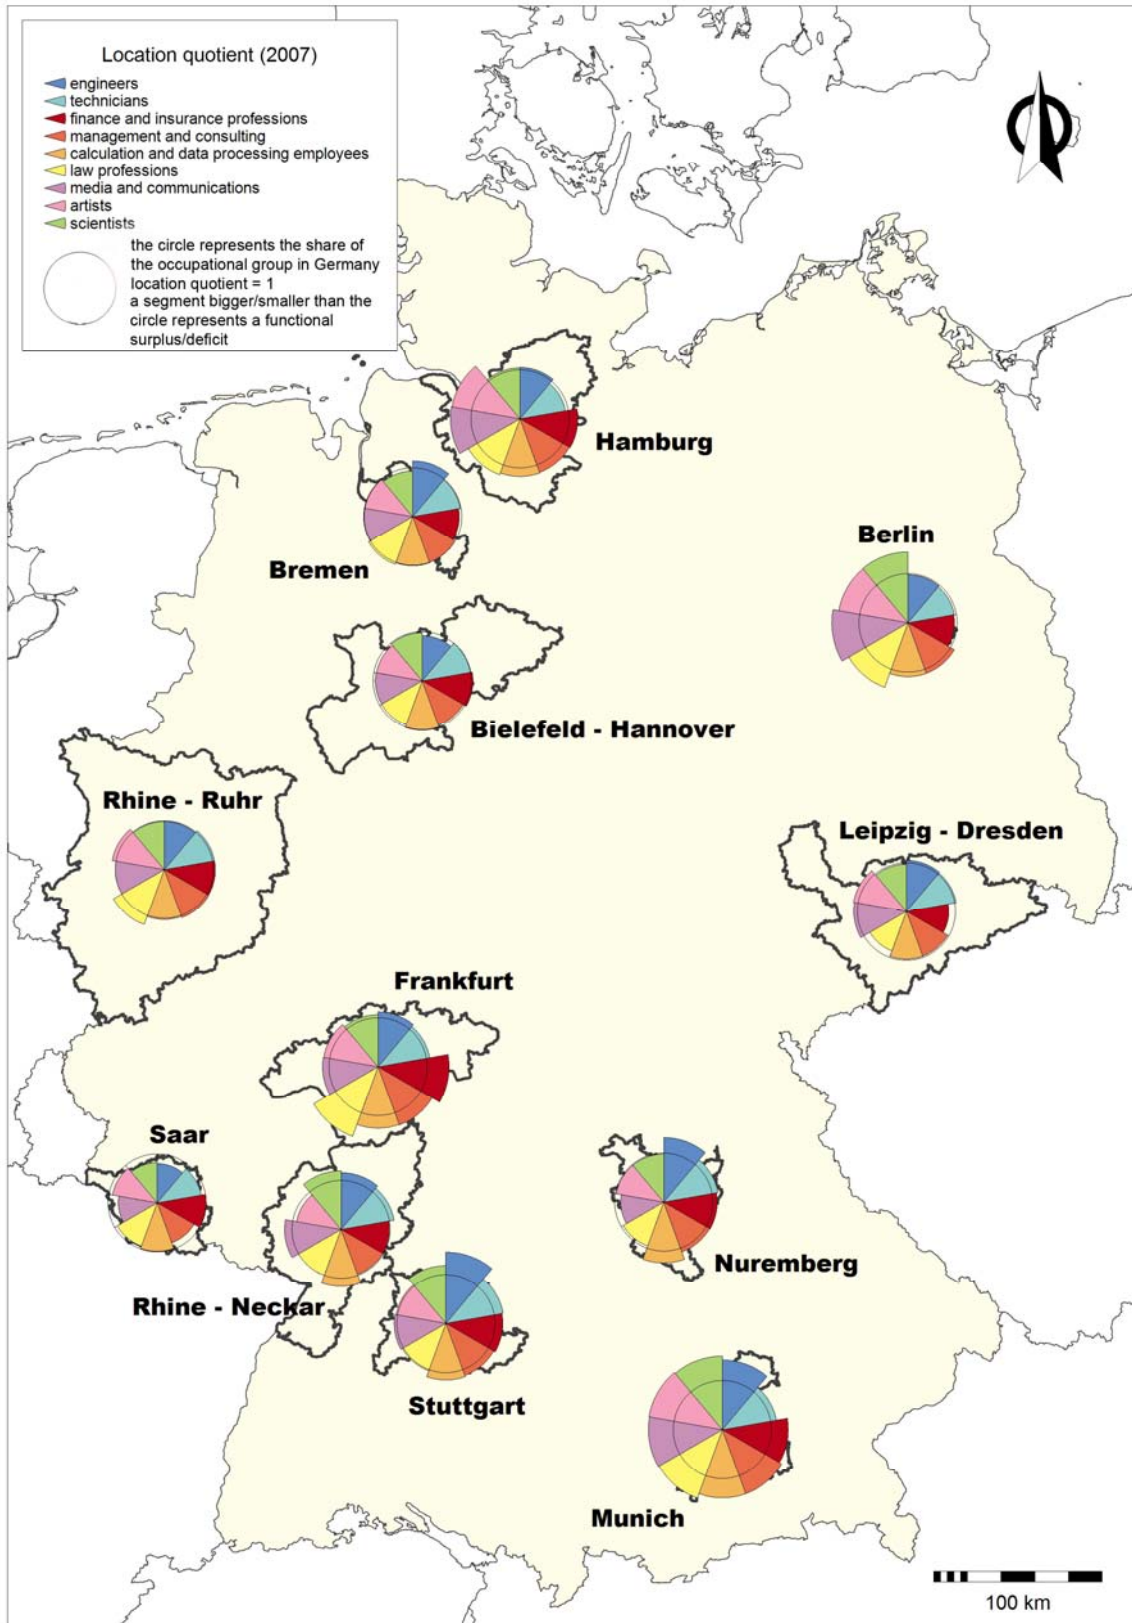 Location quotient (2007)
engineers
technicians
finance and insurance professions
management and consulting
calculation and data processing employees
law professions
media and communications
artists
scientists
the circle represents the share of
the occupational group in Germany
location quotient = 1
a segment bigger/smaller than the
circle represents a functional
surplus/deficit
Hamburg
Berlin
Bremen
Bielefeld - Hannover
Rhine - Ruhr
Leipzig - Dresden
Frankfurt
Saar
Nuremberg
Rhine - Neckar
Stuttgart
Munich
100 km